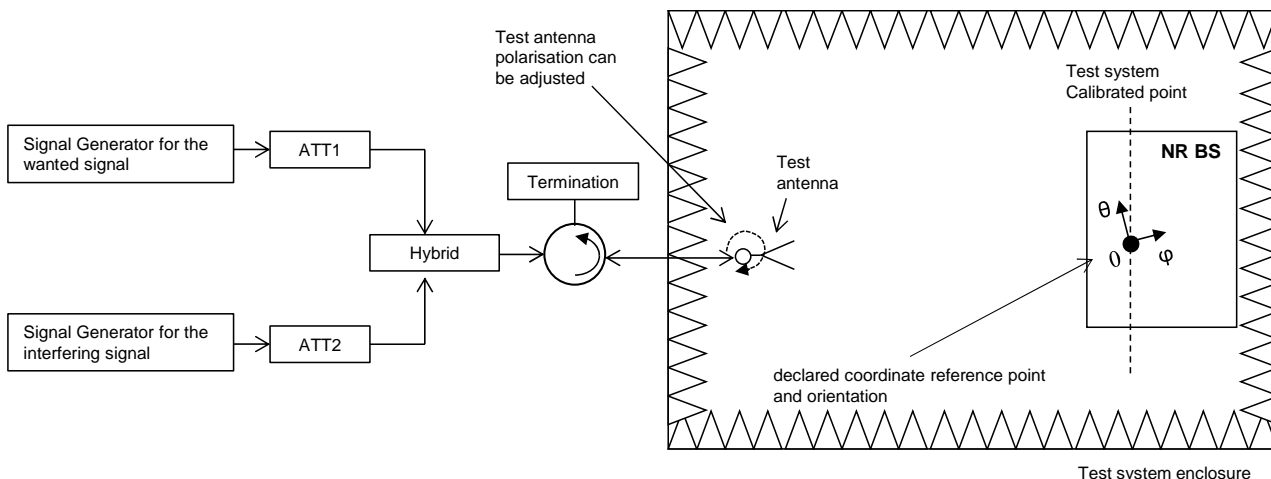 Test antenna
polarisation can
be adjusted
Test system
Calibrated point
Signal Generator for the
wanted signal
ATT1
NR BS
Termination
Test
antenna
θ
Hybrid
0
φ
Signal Generator for the
interfering signal
ATT2
declared coordinate reference point
and orientation
Test system enclosure